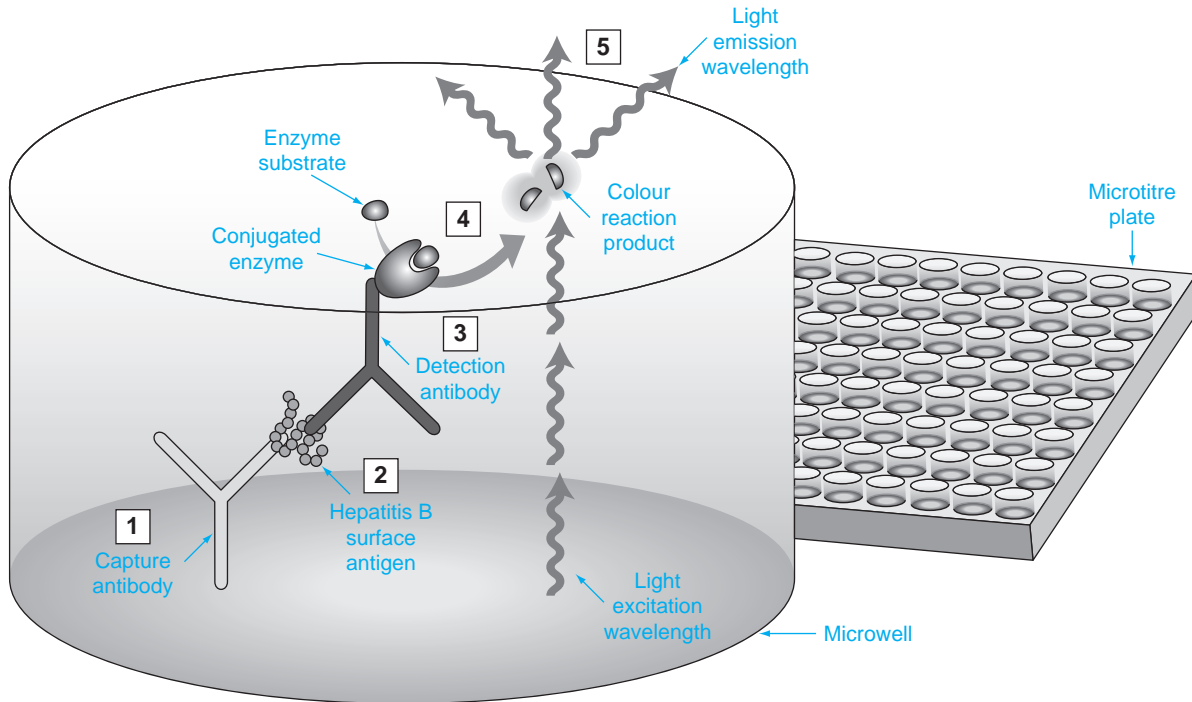 5
Light
emission
wavelength
Enzyme
substrate
Colour
reaction
product
Microtitre
plate
4
Conjugated
enzyme
3
Detection
antibody
2
Hepatitis B
surface
antigen
1
Capture
antibody
Light
excitation
wavelength
Microwell